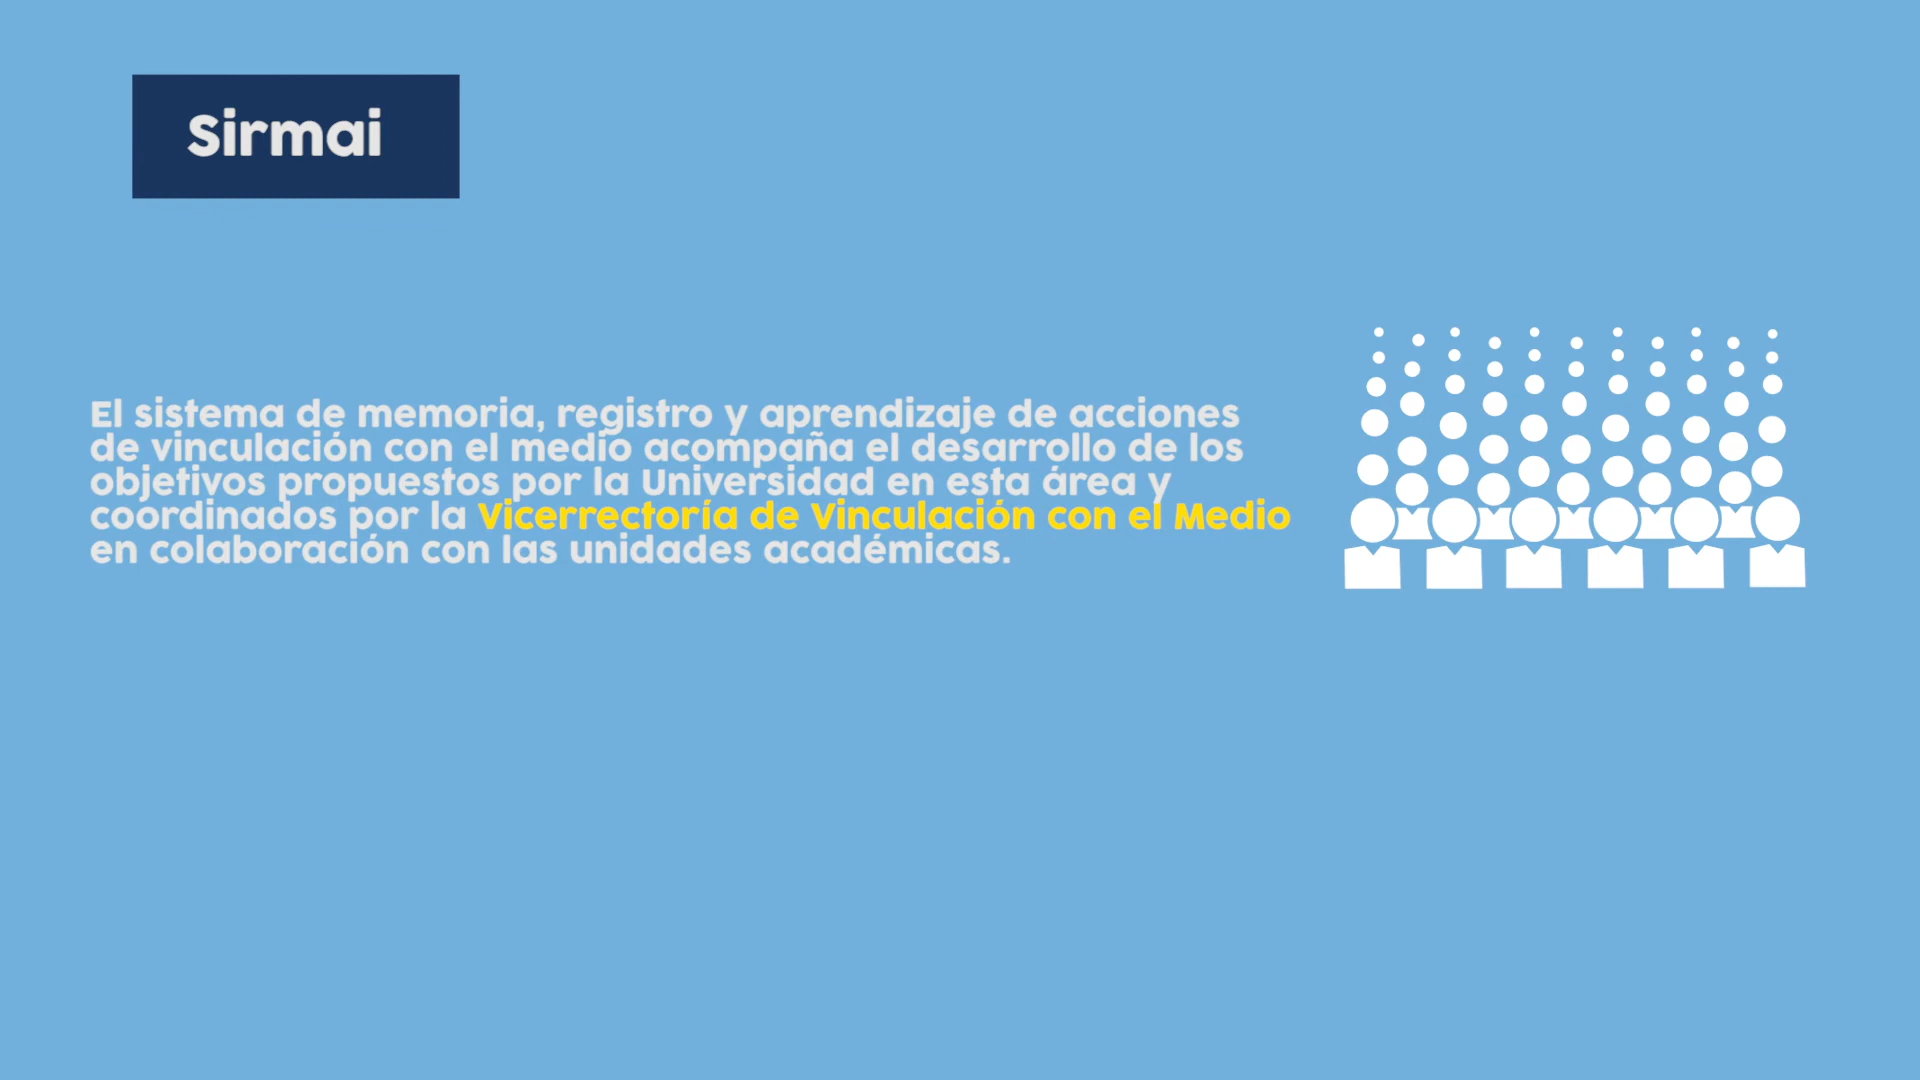 Sirmai
El sistema de memoria, registro y aprendizaje de acciones
de vinculación con el medio acompaña el desarrollo de los
objetivos propuestos por la Universidad en esta área y
coordinados por la Vicerrectoría de Vinculación con el Medio
en colaboración con las unidades académicas.